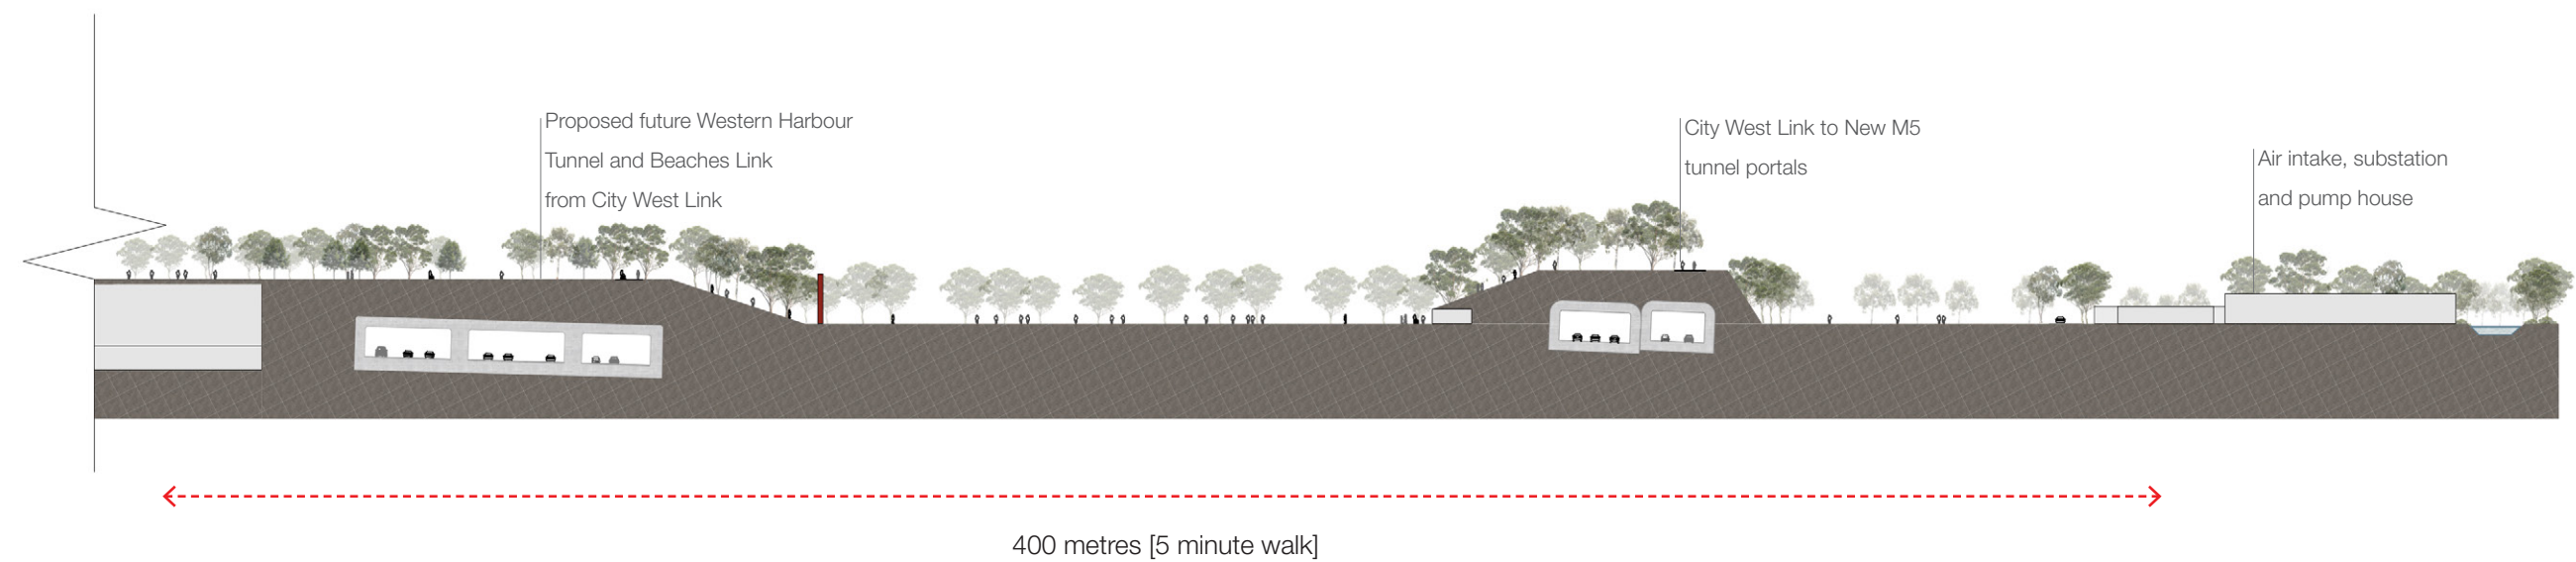 Proposed future Western Harbour
Tunnel and Beaches Link
from City West Link
City West Link to New M5
tunnel portals
Air intake, substation
and pump house
400 metres [5 minute walk]